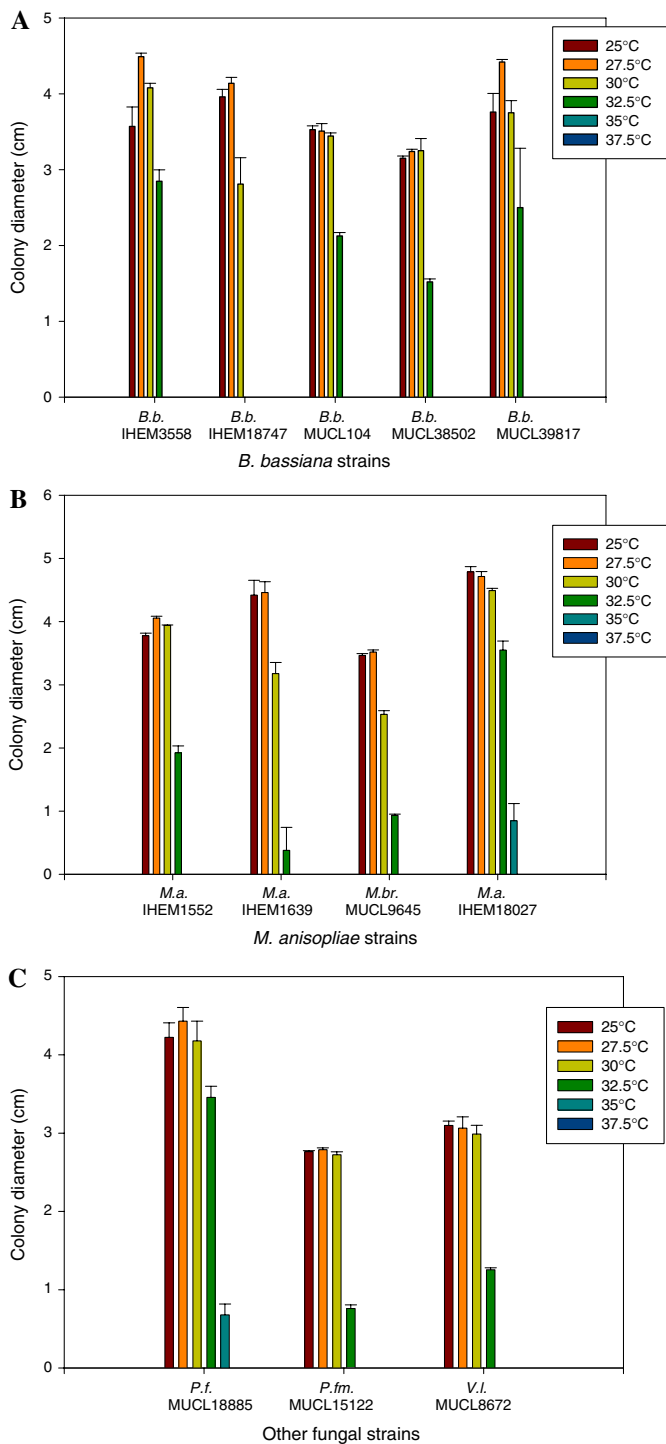 A
Colony diameter (cm)
5
4
3
2
1
0
25°C
27.5°C
30°C
32.5°C
35°C
37.5°C
B.b. B.b. B.b. B.b. B.b.
IHEM3558 IHEM18747 MUCL104 MUCL38502 MUCL39817
B. bassiana strains
B
Colony diameter (cm)
6
5
4
3
2
1
0
25°C
27.5°C
30°C
32.5°C
35°C
37.5°C
M.a. M.a. M.br. M.a.
IHEM1552 IHEM1639 MUCL9645 IHEM18027
M. anisopliae strains
C
Colony diameter (cm)
5
4
3
2
1
0
25°C
27.5°C
30°C
32.5°C
35°C
37.5°C
P.f. P.fm. V.l.
MUCL18885 MUCL15122 MUCL8672
Other fungal strains